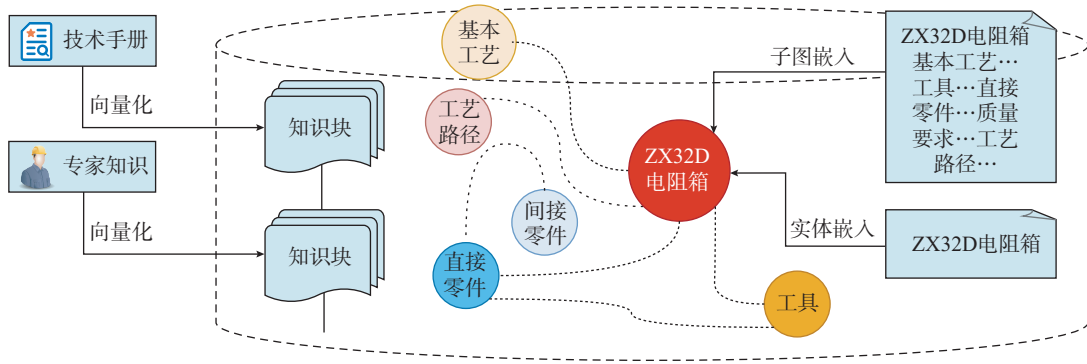 技术手册
向量化
专家知识
向量化
知识块
知识块
基本
工艺
工艺
路径
间接
零件
直接
零件
ZX32D
电阻箱
工具
子图嵌入
实体嵌入
ZX32D电阻箱
基本工艺…
工具…直接
零件…质量
要求…工艺
路径…
ZX32D电阻箱